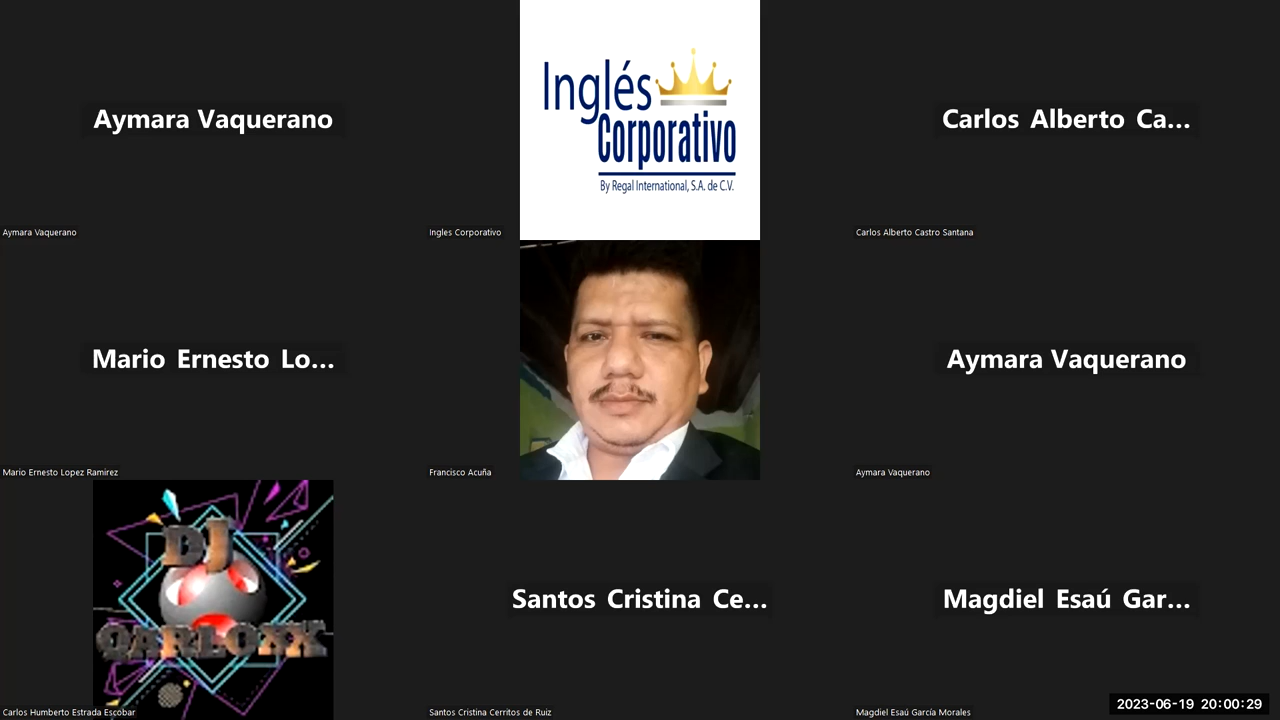 Aymara Vaquerano
Inglés
Corporativo
By Regal International, S.A. de C.V.
Carlos Alberto Ca...
Aymara Vaquerano
Ingles Corporativo
Carlos Alberto Castro Santana
Mario Ernesto Lo...
Aymara Vaquerano
Mario Ernesto Lopez Ramirez
Francisco Acuña
Aymara Vaquerano
DJ
QARLOXX
Santos Cristina Ce...
Magdiel Esaú Gar...
Carlos Humberto Estrada Escobar
Santos Cristina Cerritos de Ruiz
Magdiel Esaú García Morales
2023-06-19 20:00:29